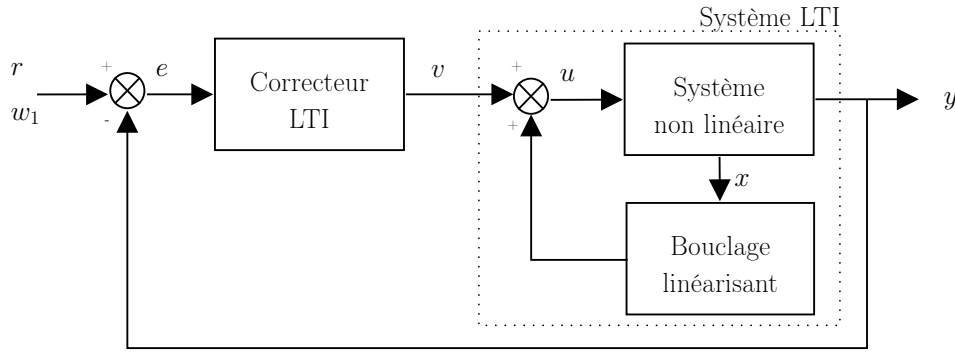 Système LTI
r
w₁
+
-
e
Correcteur
LTI
v
+
+
u
Système
non linéaire
y
x
Bouclage
linéarisant